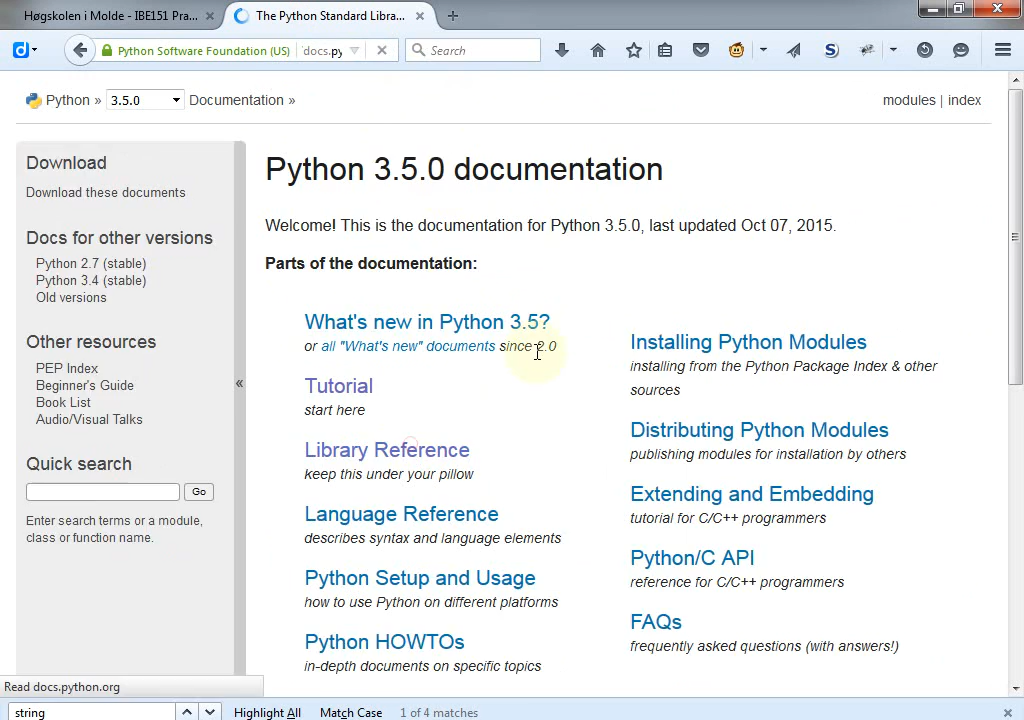 Høgskolen i Molde - IBE151 Pra...
The Python Standard Libra...
Python Software Foundation (US)
docs.py
Search
Python »
3.5.0
Documentation »
modules | index
Download
Download these documents
Docs for other versions
Python 2.7 (stable)
Python 3.4 (stable)
Old versions
Other resources
PEP Index
Beginner's Guide
Book List
Audio/Visual Talks
Quick search
Go
Enter search terms or a module,
class or function name.
«
Python 3.5.0 documentation
Welcome! This is the documentation for Python 3.5.0, last updated Oct 07, 2015.
Parts of the documentation:
What's new in Python 3.5?
or all "What's new" documents since 2.0
Tutorial
start here
Library Reference
keep this under your pillow
Language Reference
describes syntax and language elements
Python Setup and Usage
how to use Python on different platforms
Python HOWTOs
in-depth documents on specific topics
Installing Python Modules
installing from the Python Package Index & other
sources
Distributing Python Modules
publishing modules for installation by others
Extending and Embedding
tutorial for C/C++ programmers
Python/C API
reference for C/C++ programmers
FAQs
frequently asked questions (with answers!)
Read docs.python.org
string
Highlight All
Match Case
1 of 4 matches